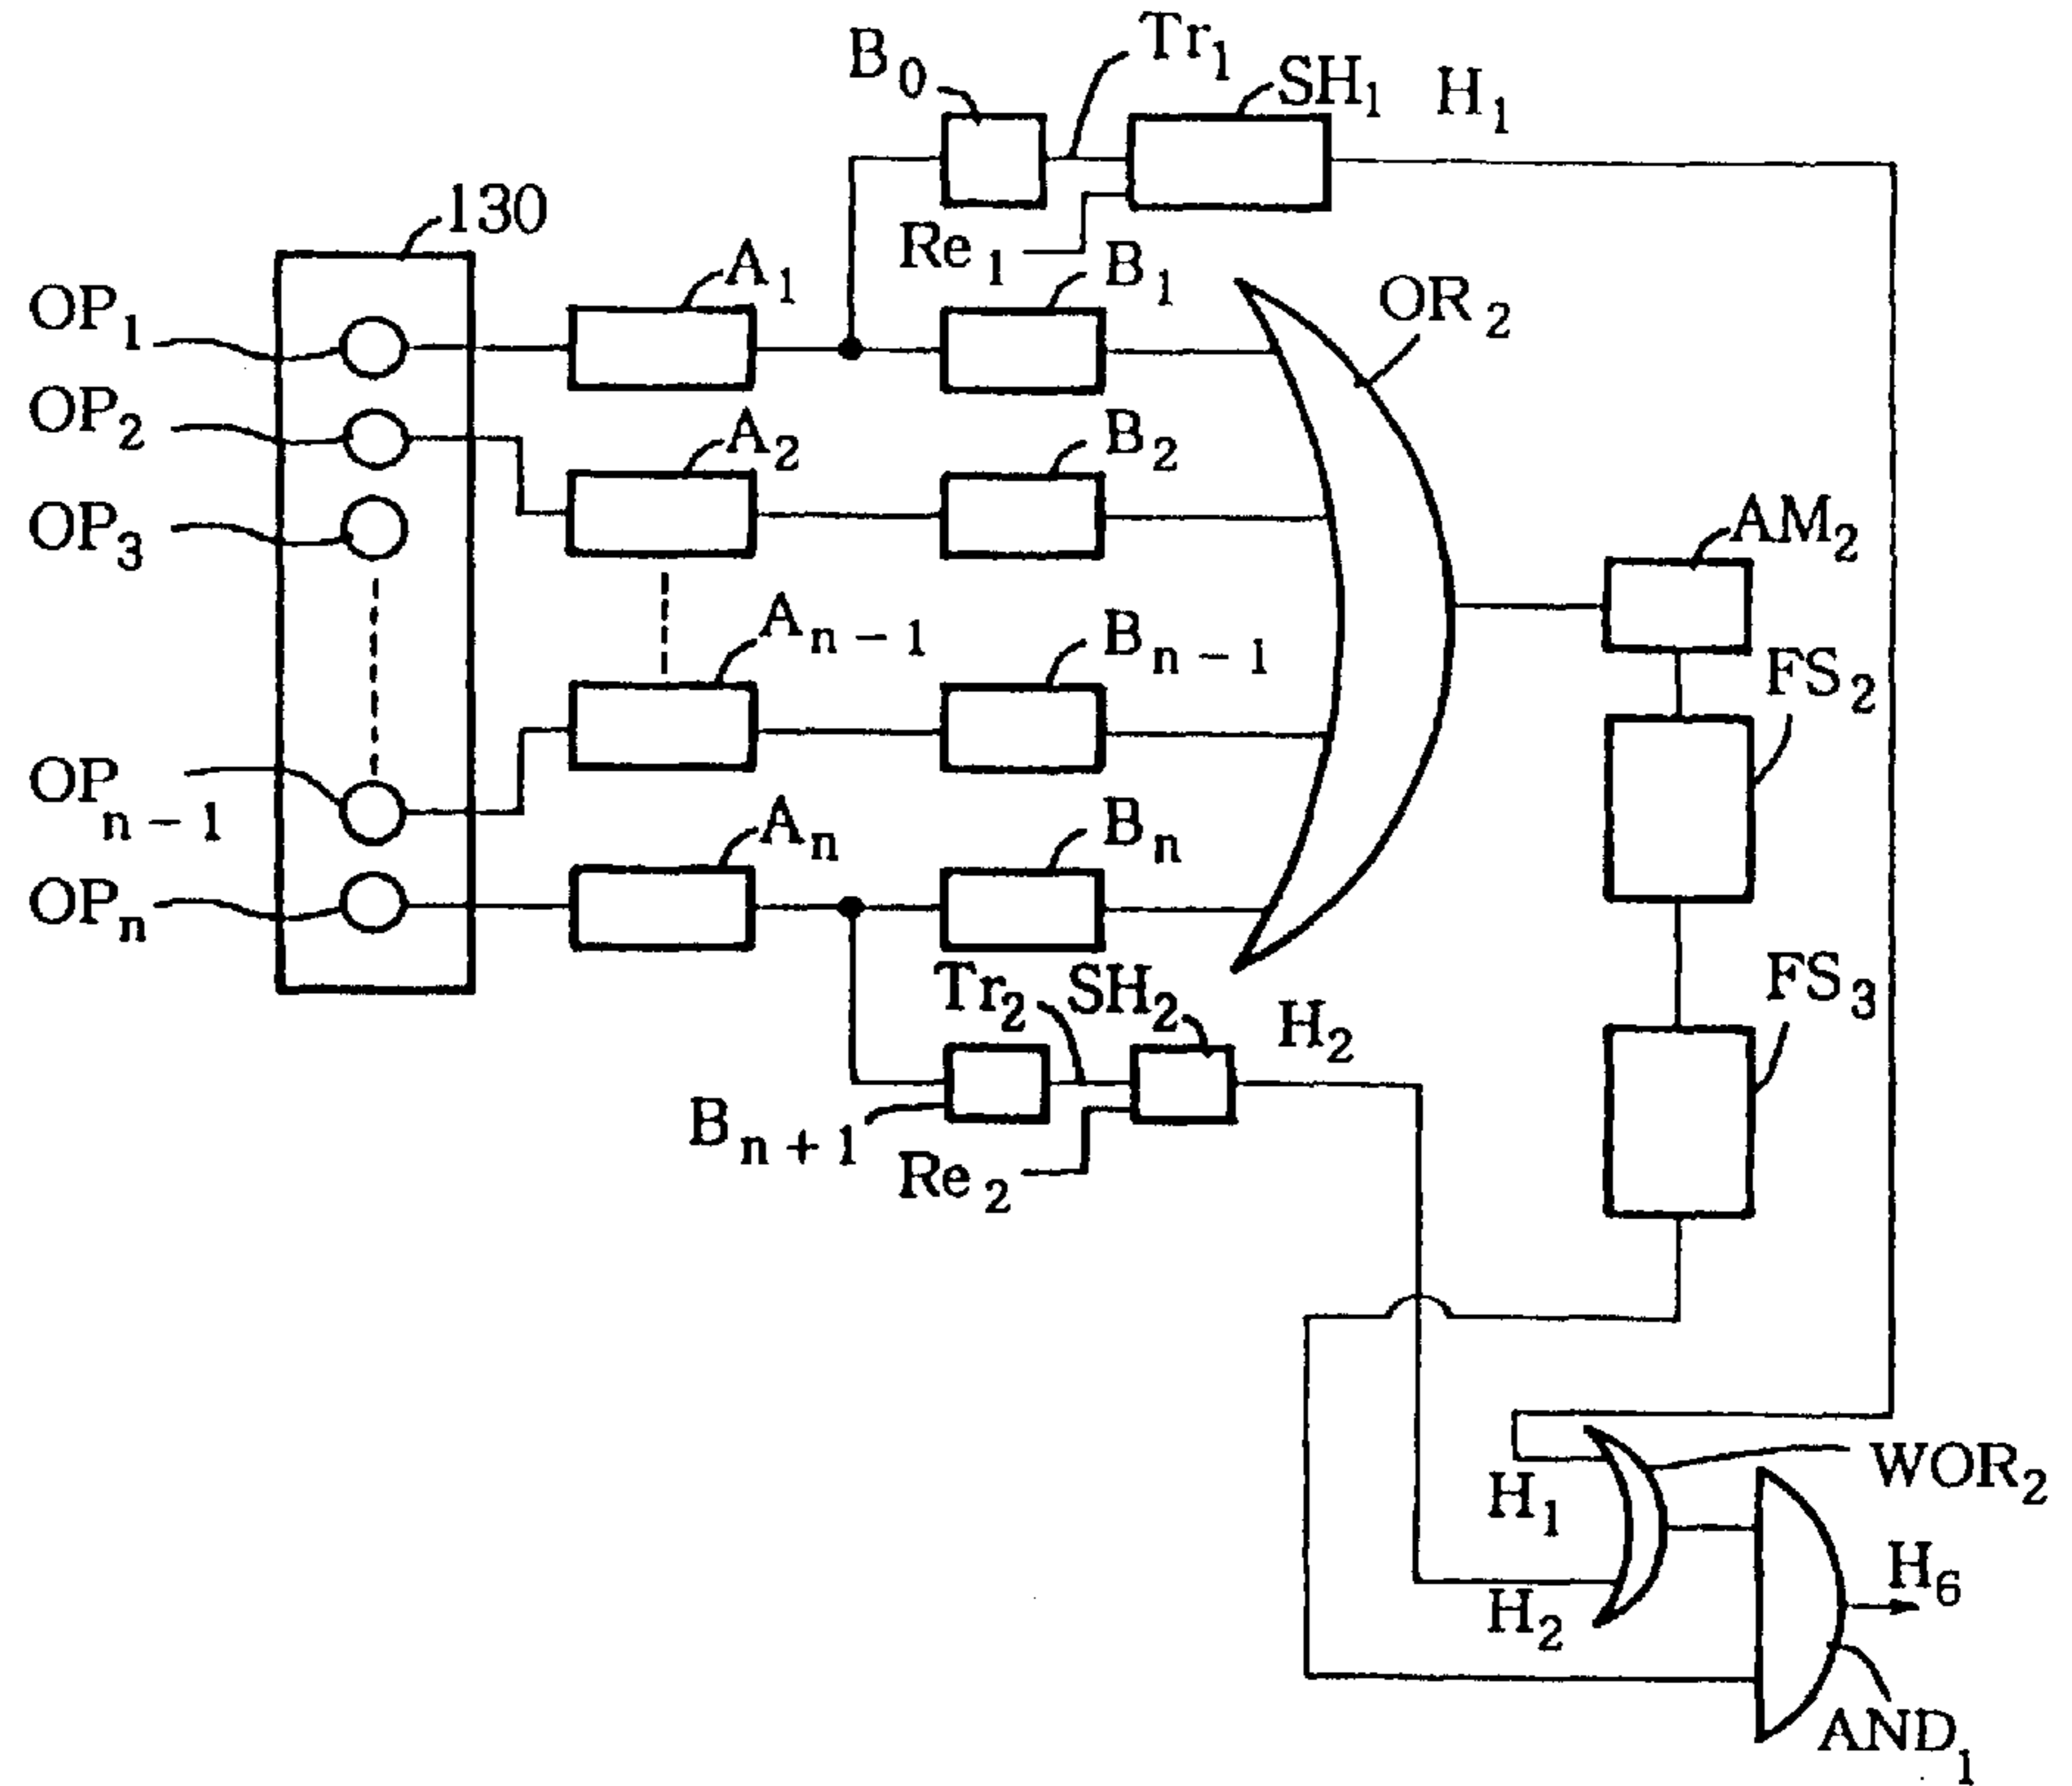 B₀ Tr₁ SH₁ H₁
130
Re₁
A₁ B₁ OR₂
OP₁
OP₂ A₂ B₂
OP₃ AM₂
Aₙ₋₁ Bₙ₋₁ FS₂
OPₙ₋₁
Aₙ Bₙ
OPₙ
Tr₂ SH₂ H₂ FS₃
Bₙ₊₁ Re₂
H₁ WOR₂
H₂ H₆
AND₁